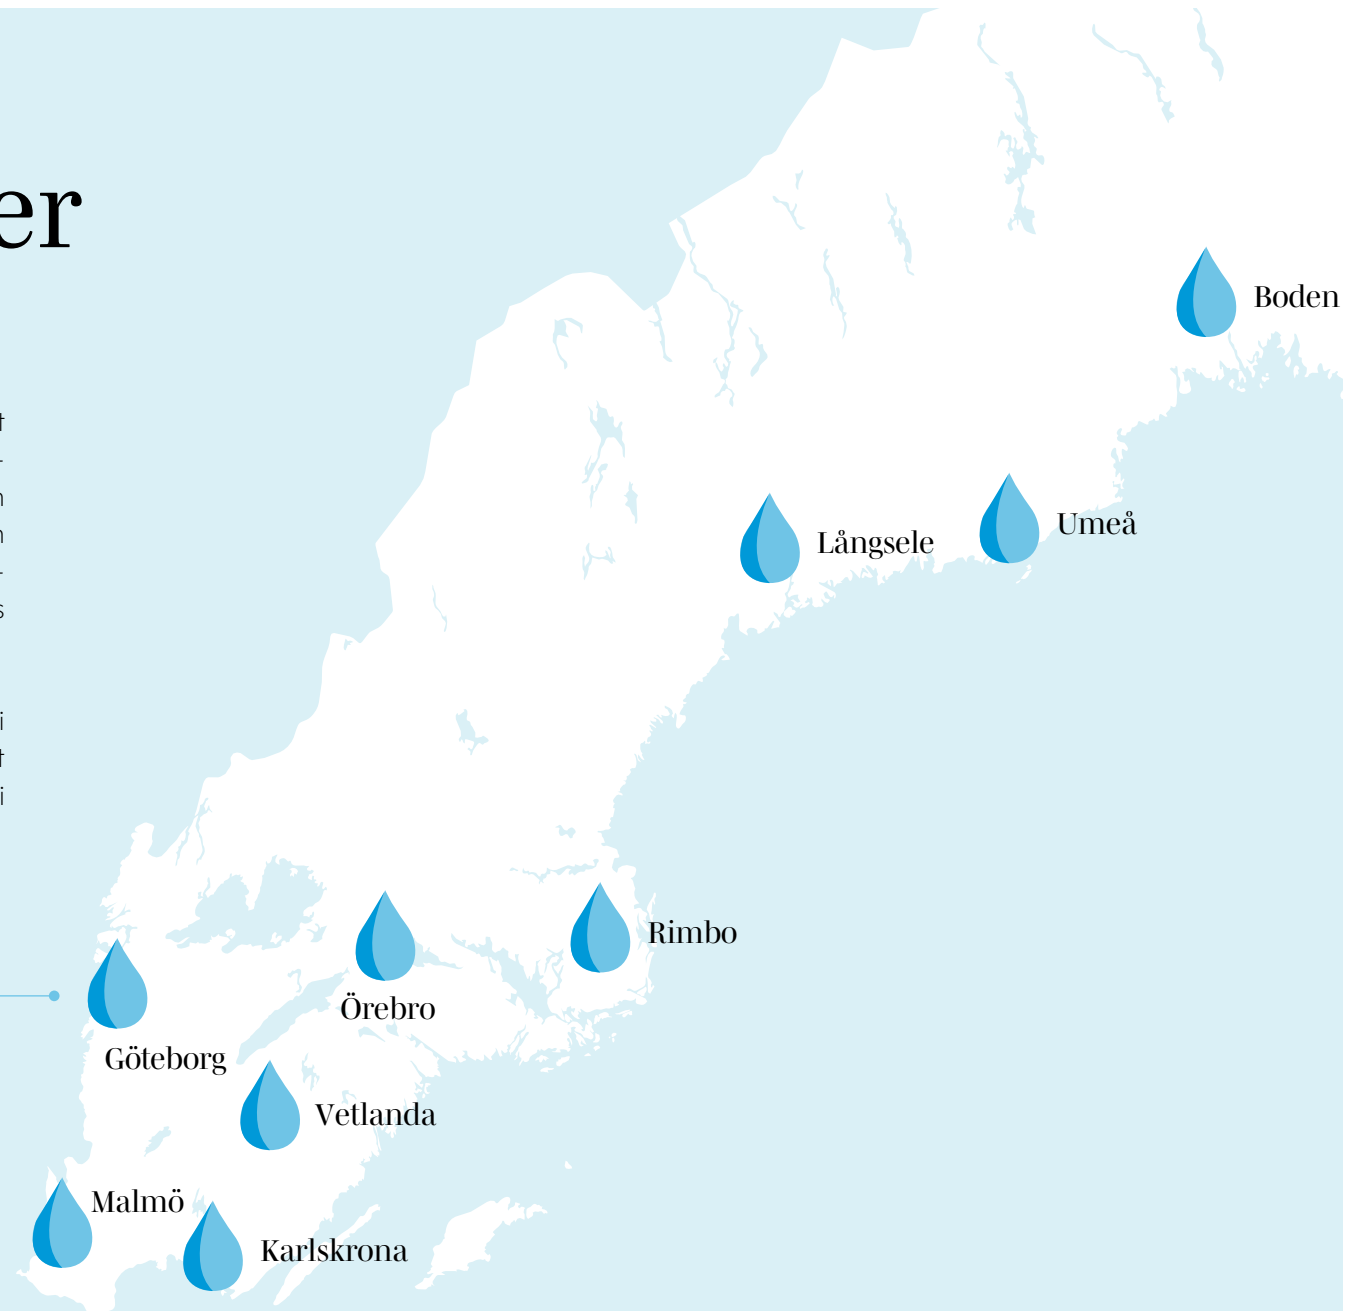 er
t
-
n
n
-
s
i
t
i
Boden
Umeå
Långsele
Rimbo
Örebro
Göteborg
Vetlanda
Malmö
Karlskrona